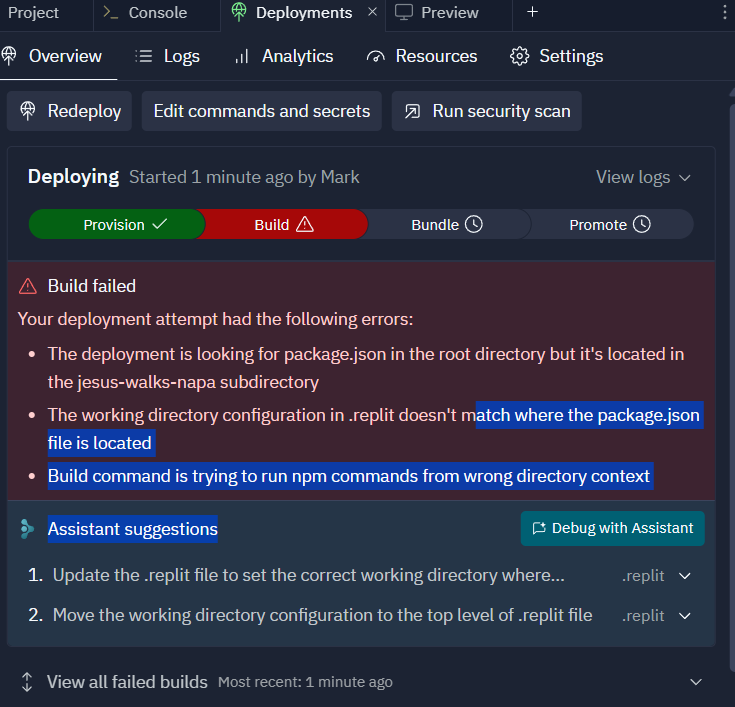 Project
Console
Deployments
Preview
Overview
Logs
Analytics
Resources
Settings
Redeploy
Edit commands and secrets
Run security scan
Deploying Started 1 minute ago by Mark
View logs
Provision
Build
Bundle
Promote
Build failed
Your deployment attempt had the following errors:
• The deployment is looking for package.json in the root directory but it's located in
the jesus-walks-napa subdirectory
• The working directory configuration in .replit doesn't match where the package.json
file is located
• Build command is trying to run npm commands from wrong directory context
Assistant suggestions
Debug with Assistant
1. Update the .replit file to set the correct working directory where... .replit
2. Move the working directory configuration to the top level of .replit file .replit
View all failed builds Most recent: 1 minute ago